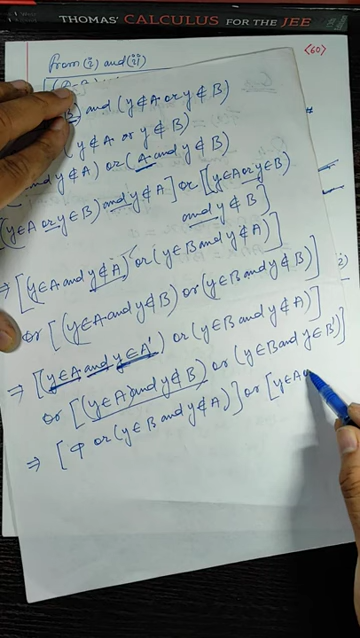 THOMAS' CALCULUS FOR THE JEE
from (i) and (ii)
<60>
and (y∉A or y∉B)
y∉A or y∉B)
and y∉A) or (A and y∉B)
(y∈A or y∈B) and y∉A] or [(y∈A or y∈B)
and y∉B]
⇒ [(y∈A and y∉A) or (y∈B and y∉A)]
or [(y∈A and y∉B) or (y∈B and y∉B)]
⇒ [(y∈A and y∈A') or (y∈B and y∉A)]
or [(y∈A) and y∉B) or (y∈B and y∈B')]
⇒ [φ or (y∈B and y∉A)] or [y∈A